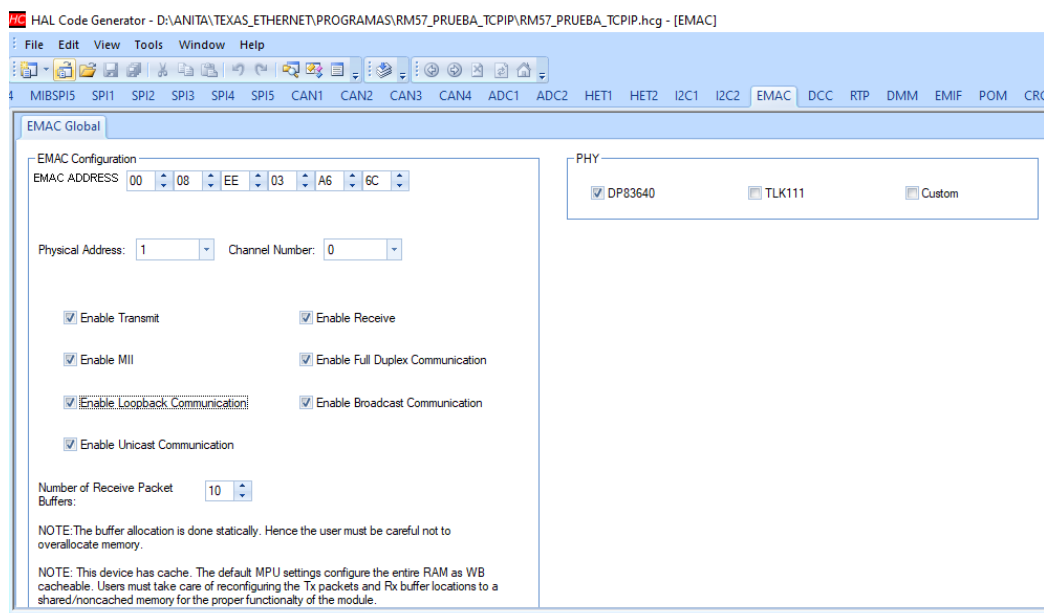 HC HAL Code Generator - D:\ANITA\TEXAS_ETHERNET\PROGRAMAS\RM57_PRUEBA_TCPIP\RM57_PRUEBA_TCPIP.hcg - [EMAC]
File Edit View Tools Window Help
4 MIBSPI5 SPI1 SPI2 SPI3 SPI4 SPI5 CAN1 CAN2 CAN3 CAN4 ADC1 ADC2 HET1 HET2 I2C1 I2C2 EMAC DCC RTP DMM EMIF POM CRC
EMAC Global
EMAC Configuration
EMAC ADDRESS 00 08 EE 03 A6 6C
Physical Address: 1 Channel Number: 0
Enable Transmit Enable Receive
Enable MII Enable Full Duplex Communication
Enable Loopback Communication Enable Broadcast Communication
Enable Unicast Communication
Number of Receive Packet
Buffers:
10
NOTE:The buffer allocation is done statically. Hence the user must be careful not to
overallocate memory.
NOTE: This device has cache. The default MPU settings configure the entire RAM as WB
cacheable. Users must take care of reconfiguring the Tx packets and Rx buffer locations to a
shared/noncached memory for the proper functionalty of the module.
PHY
DP83640 TLK111 Custom